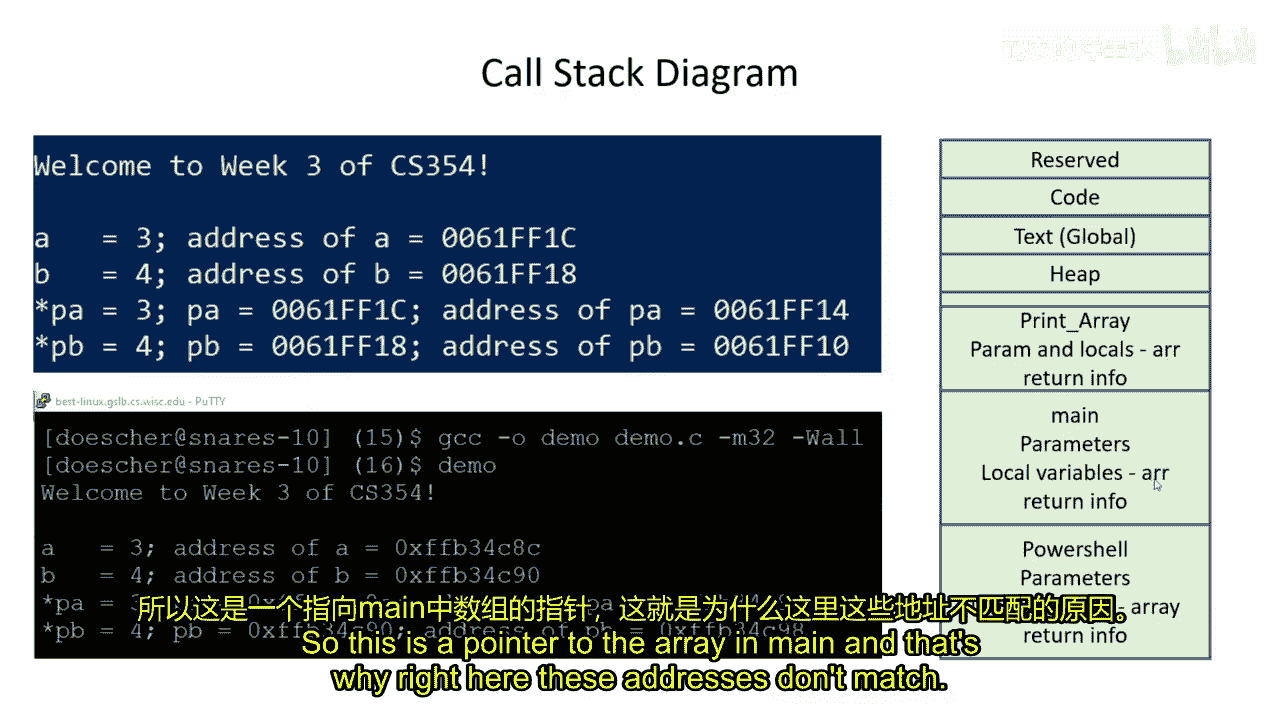 Call Stack Diagram
Welcome to Week 3 of CS354!
a = 3; address of a = 0061FF1C
b = 4; address of b = 0061FF18
*pa = 3; pa = 0061FF1C; address of pa = 0061FF14
*pb = 4; pb = 0061FF18; address of pb = 0061FF10
best-linux.gslb.cs.wisc.edu - PuTTY
[doescher@snares-10] (15)$ gcc -o demo demo.c -m32 -Wall
[doescher@snares-10] (16)$ demo
Welcome to Week 3 of CS354!
a = 3; address of a = 0xffb34c8c
b = 4; address of b = 0xffb34c90
*pb = 4; pb = 0xffb34c90; address of pb = 0xffb34c98
Reserved
Code
Text (Global)
Heap
Print_Array
Param and locals - arr
return info
main
Parameters
Local variables - arr
return info
Powershell
Parameters
- array
return info
所以这是一个指向main中数组的指针，这就是为什么这里这些地址不匹配的原因。
So this is a pointer to the array in main and that's
why right here these addresses don't match.